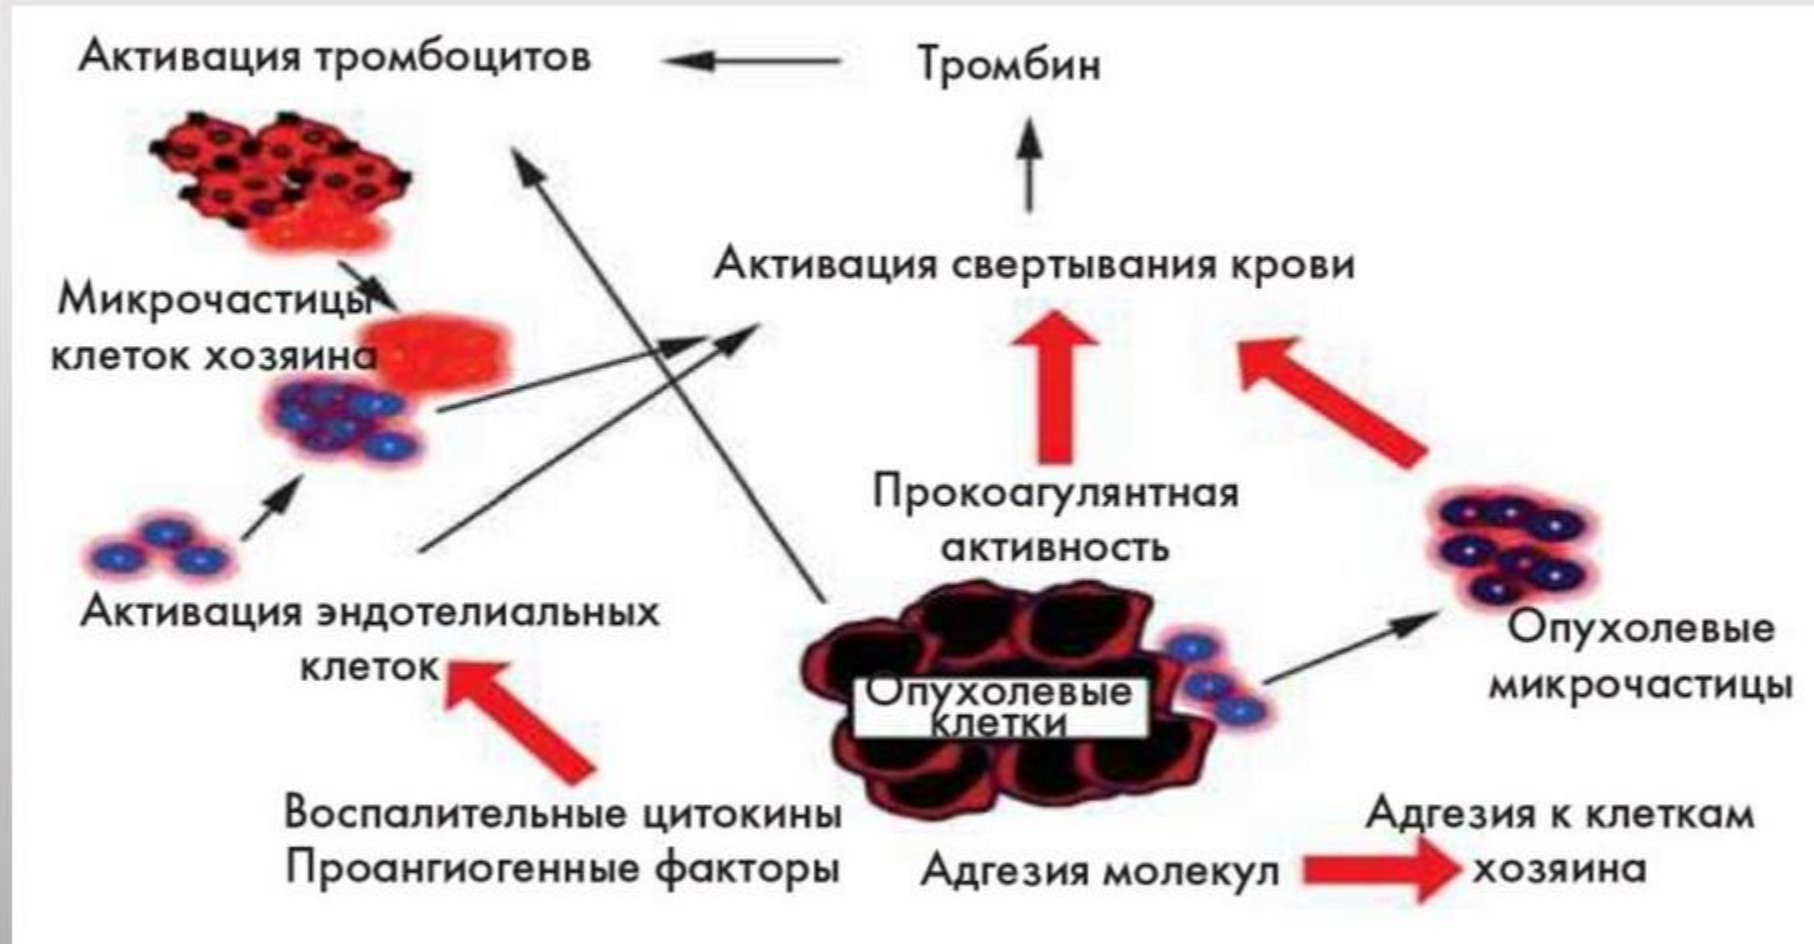 Активация тромбоцитов
Тромбин
Активация свертывания крови
Микрочастицы
клеток хозяина
Прокоагулянтная
активность
Активация эндотелиальных
клеток
Опухолевые
клетки
Опухолевые
микрочастицы
Воспалительные цитокины
Проангиогенные факторы
Адгезия молекул
Адгезия к клеткам
хозяина